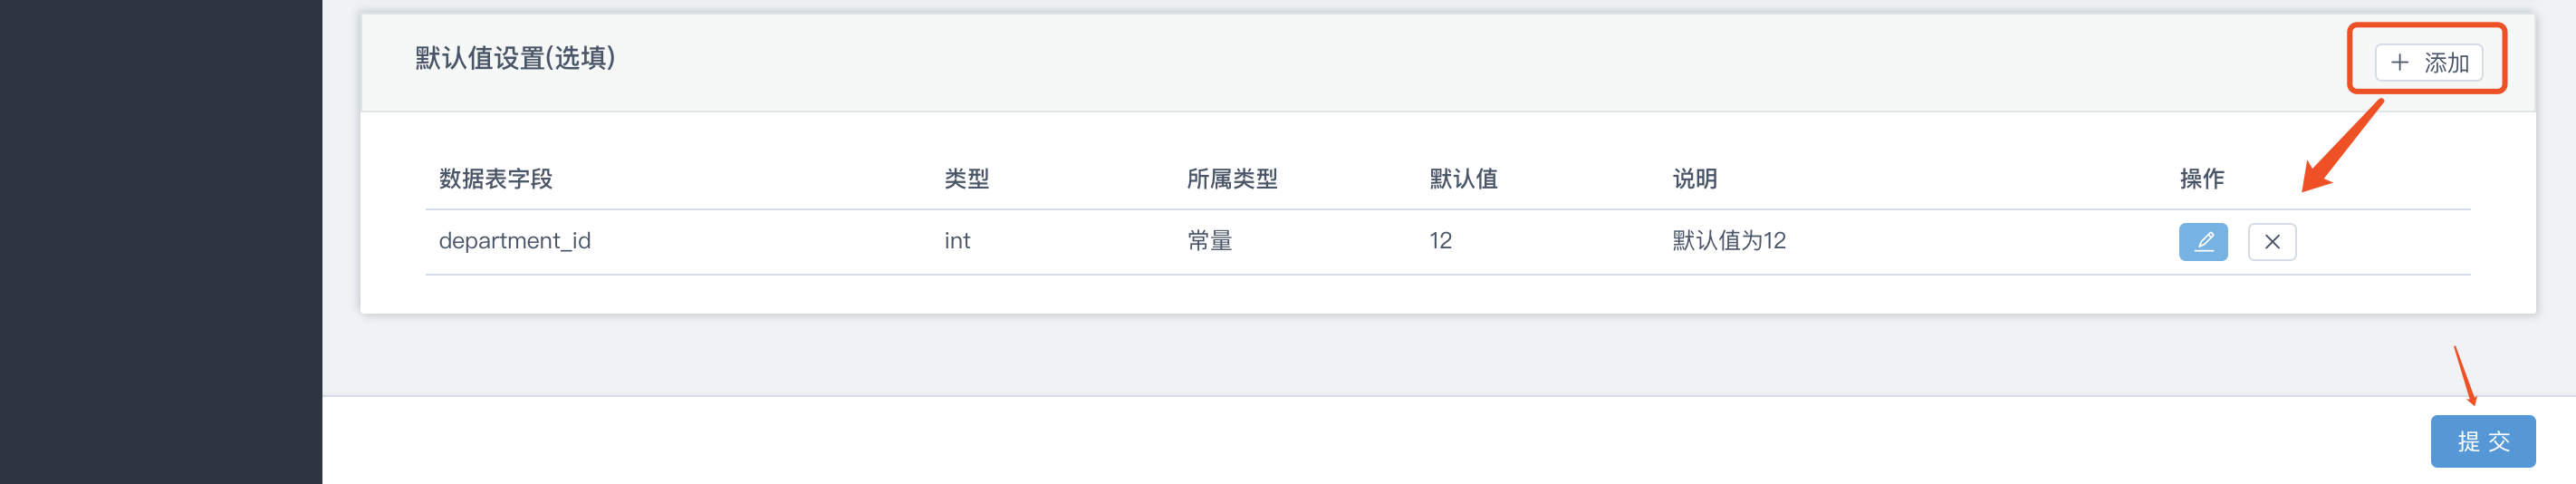 默认值设置(选填)
添加
数据表字段 类型 所属类型 默认值 说明 操作
department_id int 常量 12 默认值为12
提交